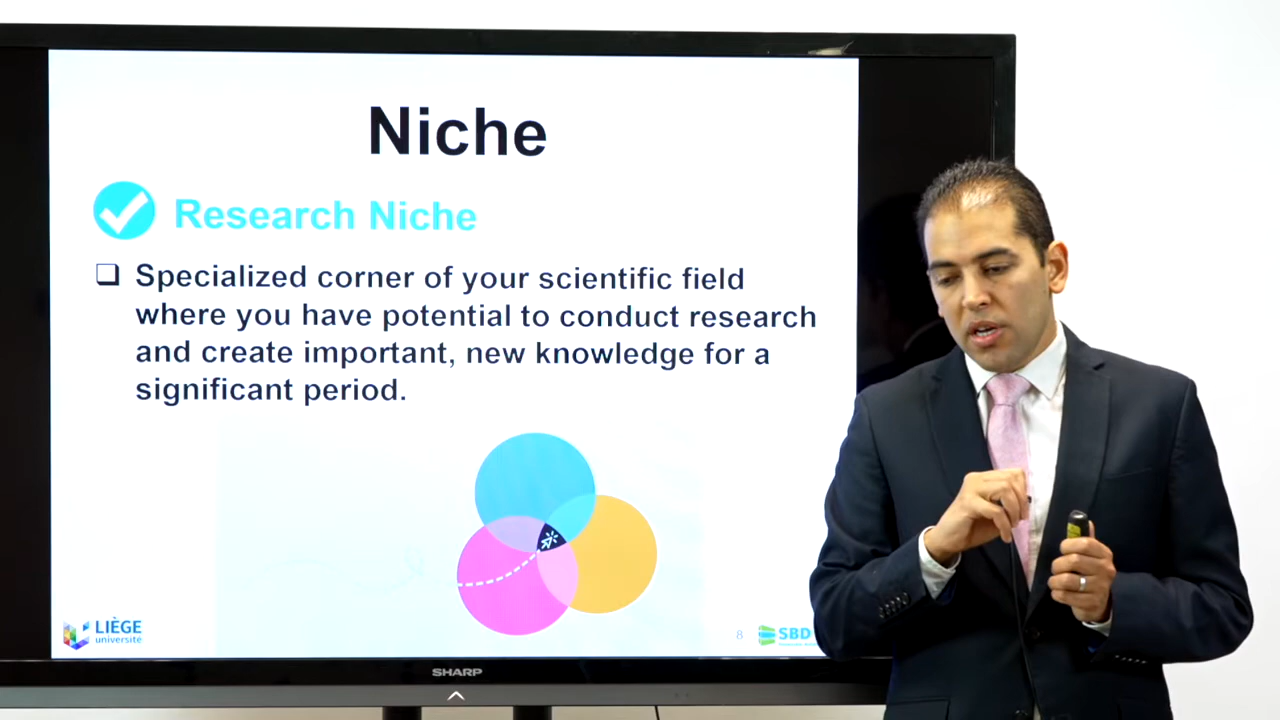 Niche
Research Niche
Specialized corner of your scientific field
where you have potential to conduct research
and create important, new knowledge for a
significant period.
LIÈGE
université
8
SBD
SHARP